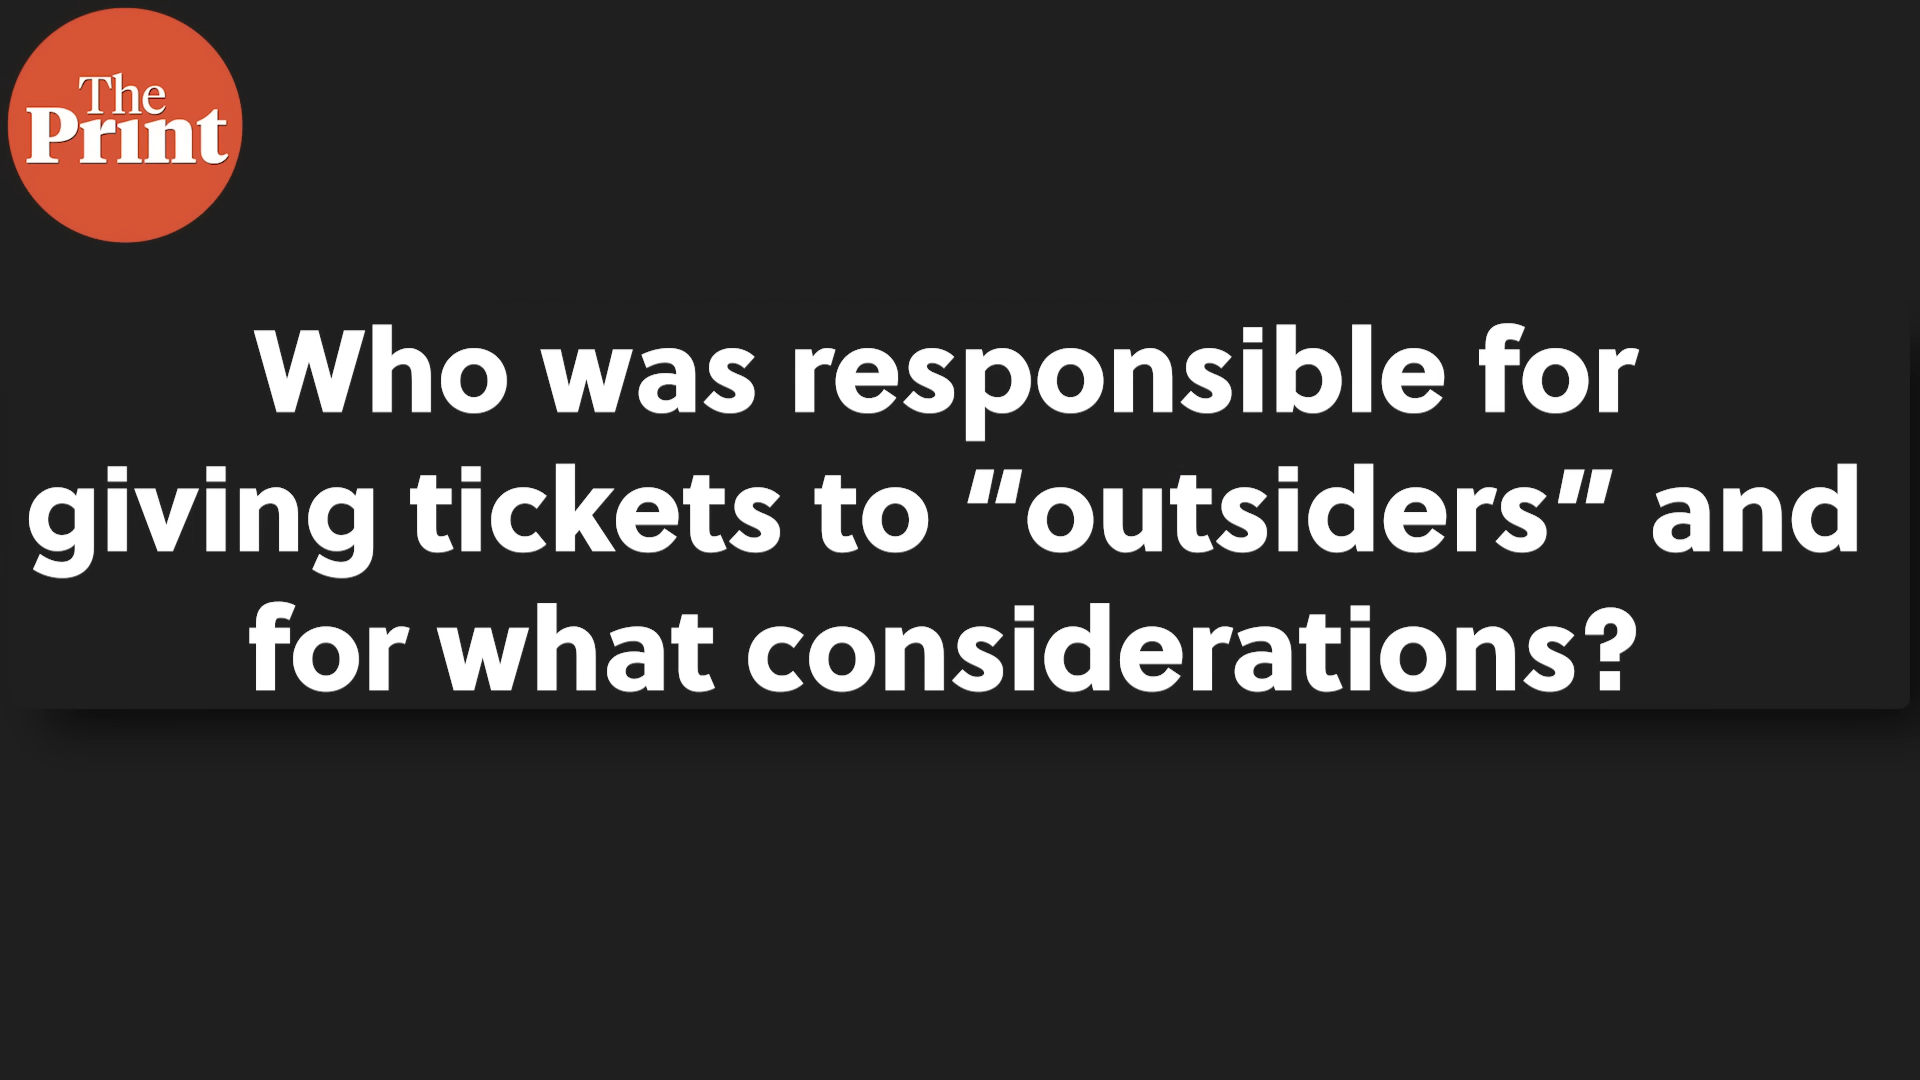 The
Print
Who was responsible for
giving tickets to “outsiders” and
for what considerations?